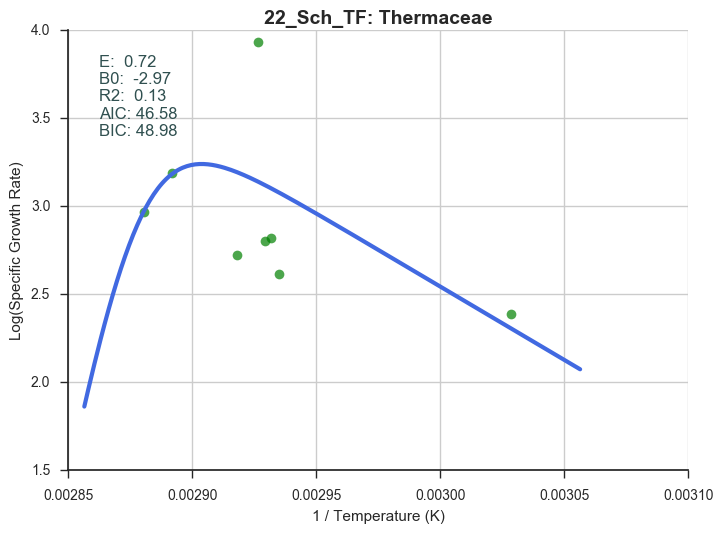 22_Sch_TF: Thermaceae
E: 0.72
B0: -2.97
R2: 0.13
AIC: 46.58
BIC: 48.98
Log(Specific Growth Rate)
4.0
3.5
3.0
2.5
2.0
1.5
0.00285 0.00290 0.00295 0.00300 0.00305 0.00310
1 / Temperature (K)